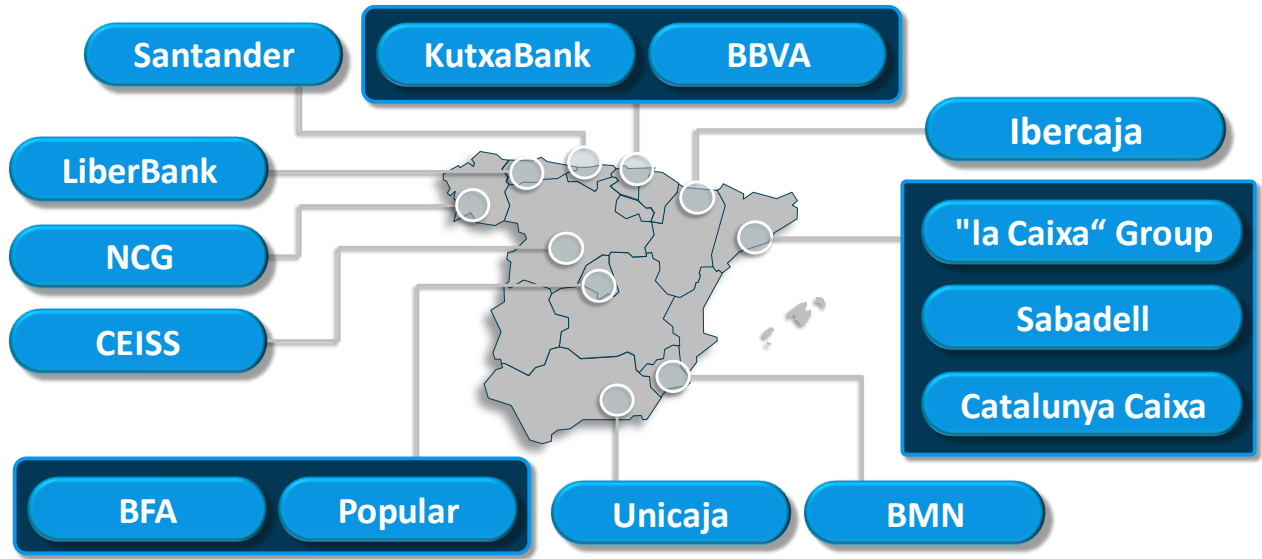 Santander
KutxaBank
BBVA
Ibercaja
LiberBank
"la Caixa“ Group
NCG
Sabadell
CEISS
Catalunya Caixa
BFA
Popular
Unicaja
BMN